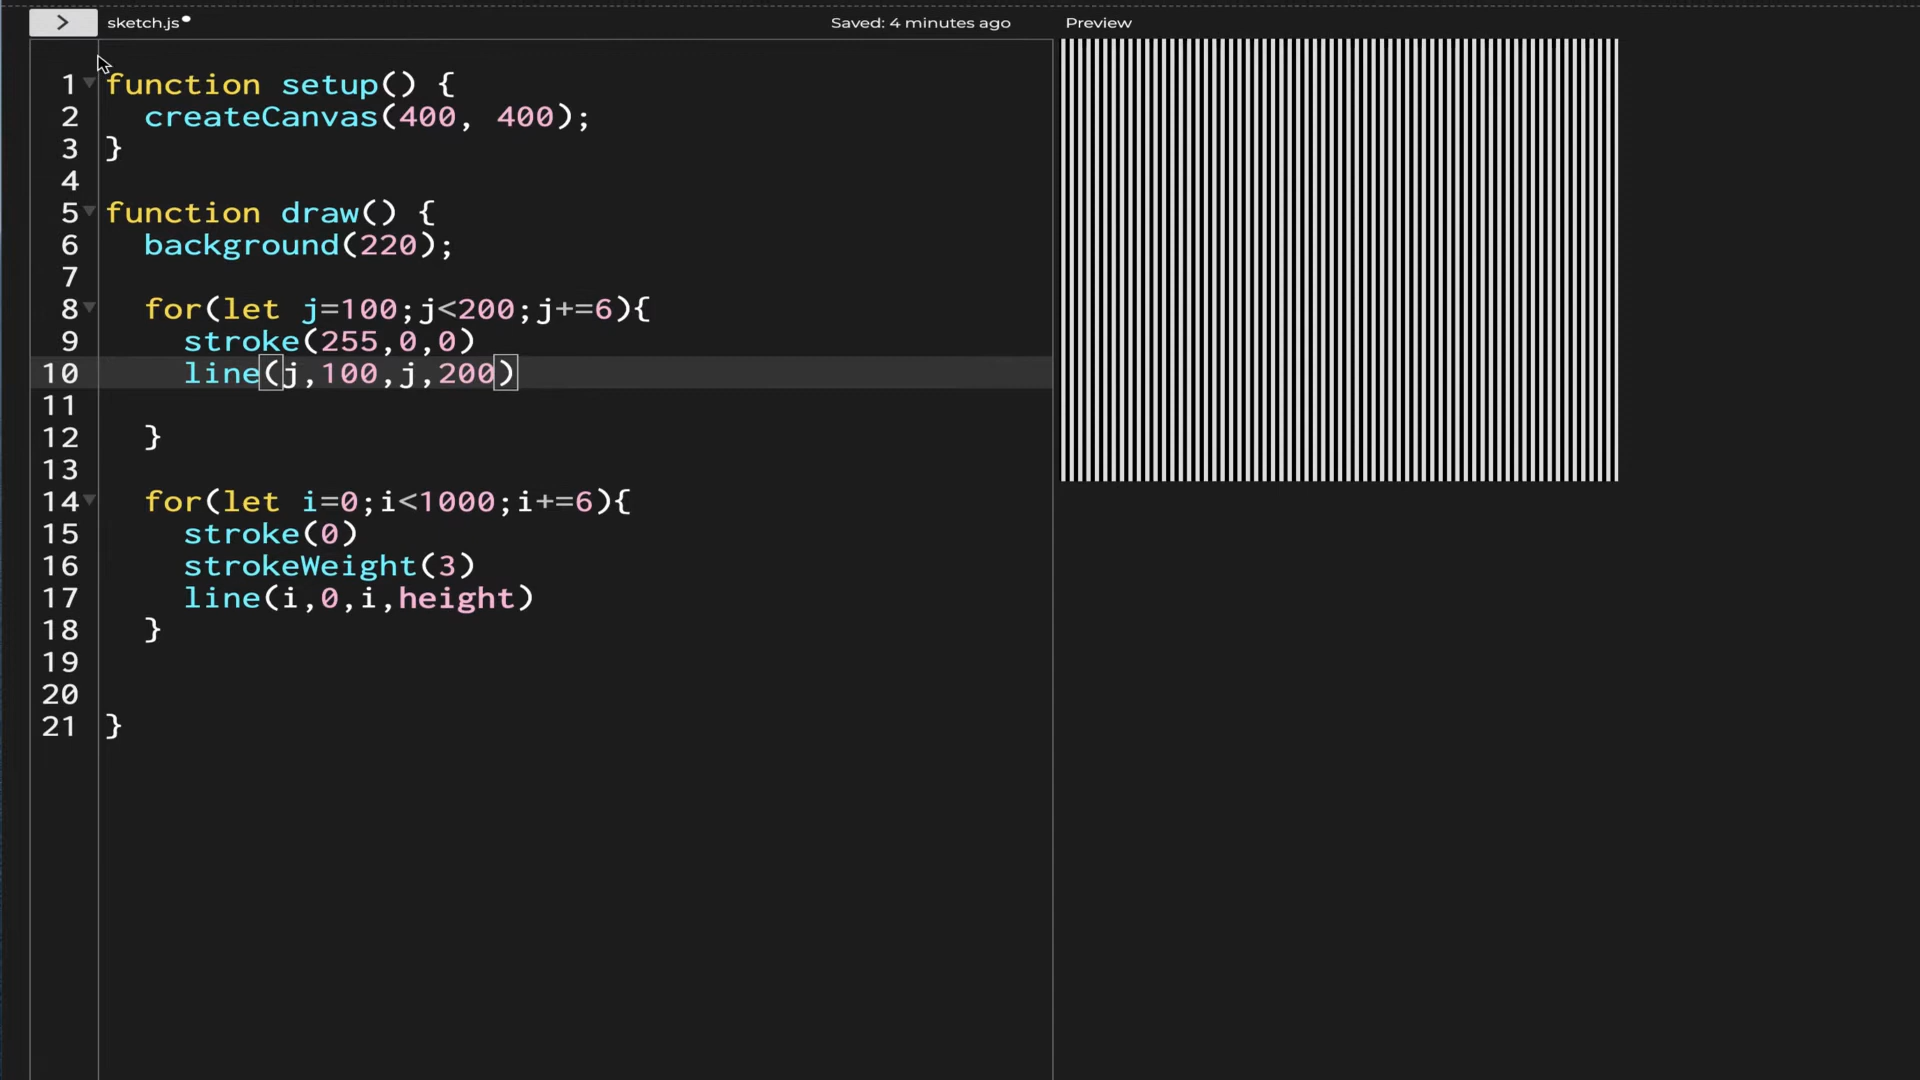 sketch.js
Saved: 4 minutes ago
Preview
1 function setup() {
2 createCanvas(400, 400);
3 }
4
5 function draw() {
6 background(220);
7
8 for(let j=100;j<200;j+=6){
9 stroke(255,0,0)
10 line(j,100,j,200)
11
12 }
13
14 for(let i=0;i<1000;i+=6){
15 stroke(0)
16 strokeWeight(3)
17 line(i,0,i,height)
18 }
19
20
21 }